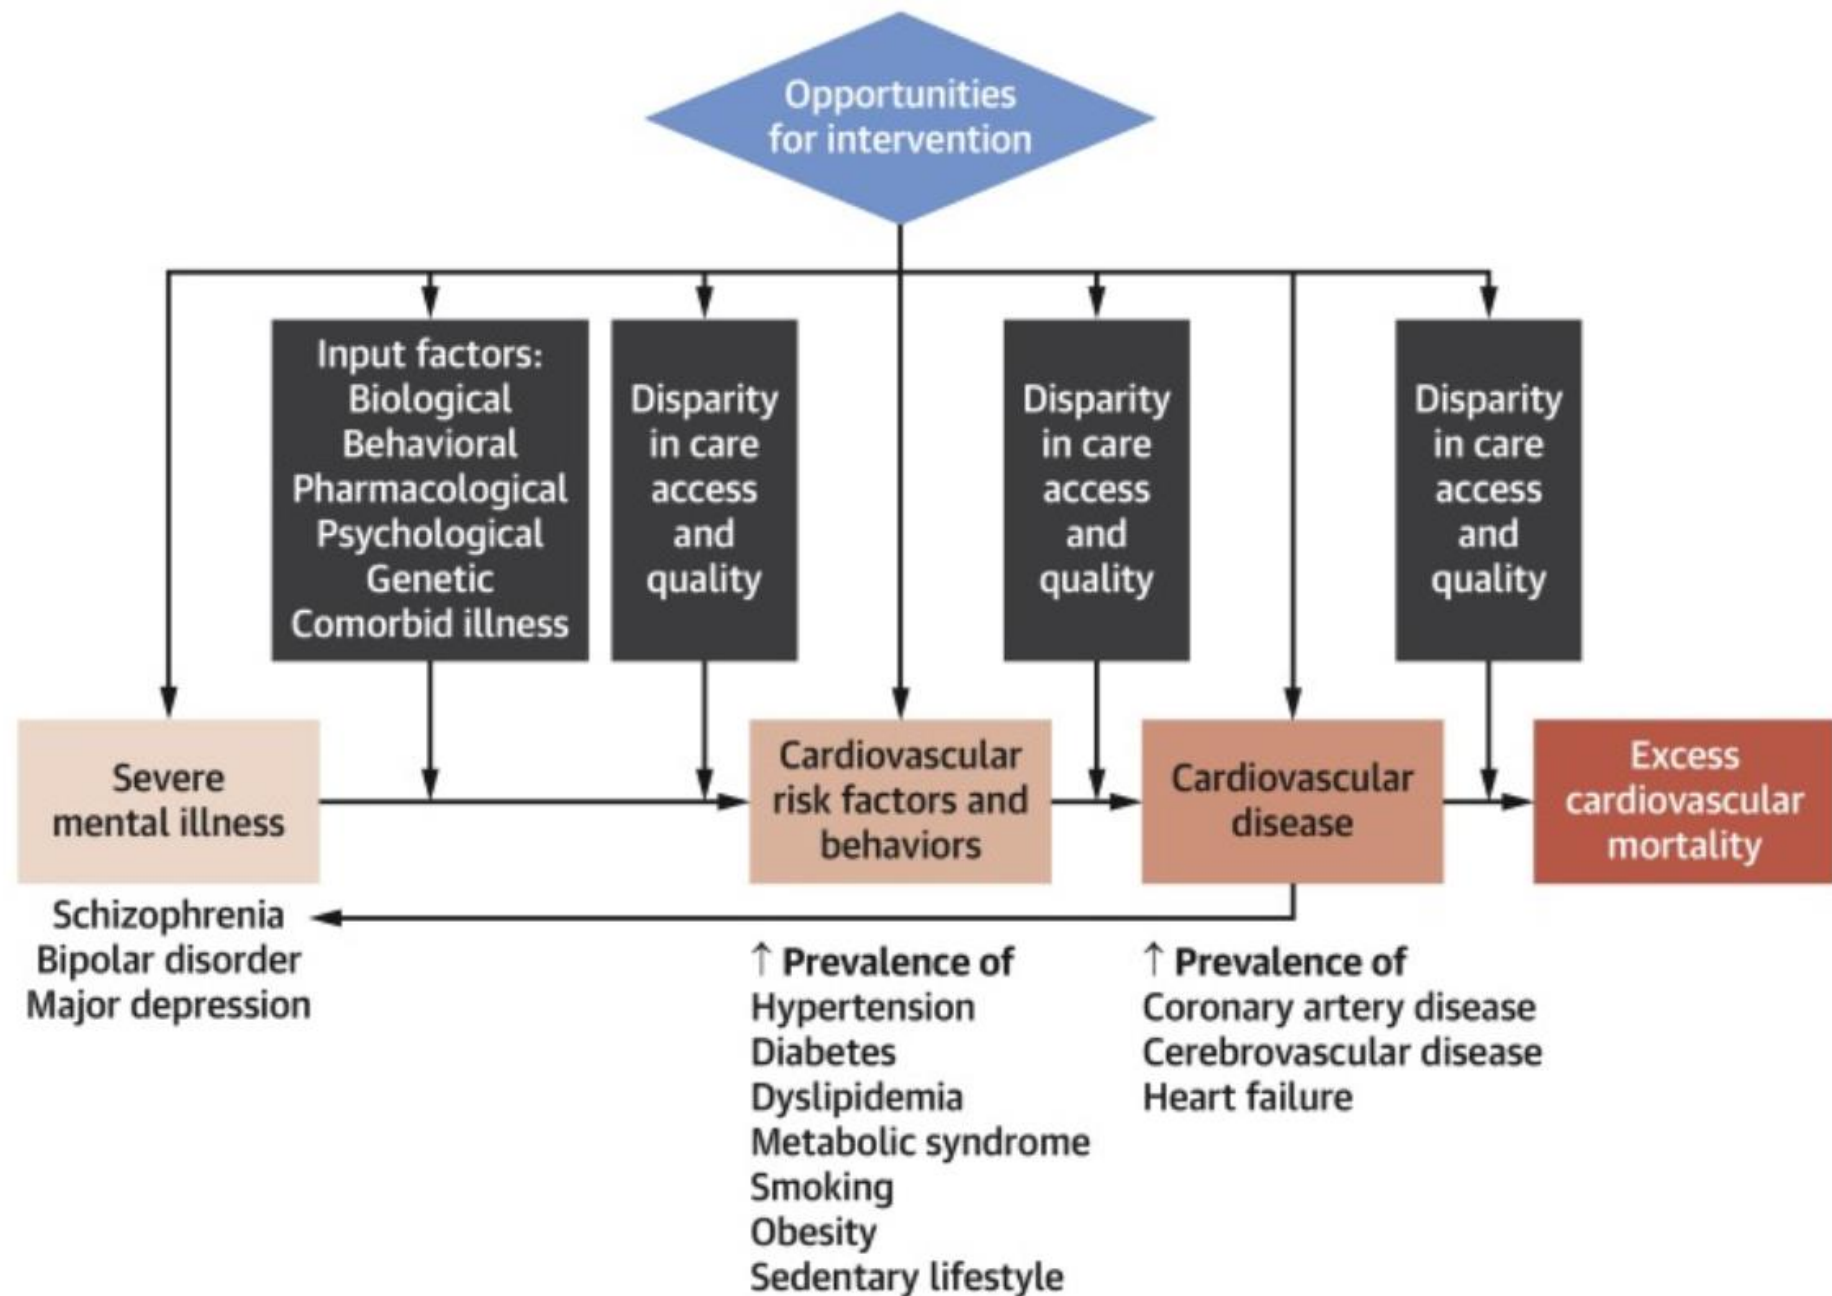 Opportunities
for intervention
Input factors:
Biological
Behavioral
Pharmacological
Psychological
Genetic
Comorbid illness
Disparity
in care
access
and
quality
Disparity
in care
access
and
quality
Disparity
in care
access
and
quality
Severe
mental illness
Cardiovascular
risk factors and
behaviors
Cardiovascular
disease
Excess
cardiovascular
mortality
Schizophrenia
Bipolar disorder
Major depression
↑ Prevalence of
Hypertension
Diabetes
Dyslipidemia
Metabolic syndrome
Smoking
Obesity
Sedentary lifestyle
↑ Prevalence of
Coronary artery disease
Cerebrovascular disease
Heart failure